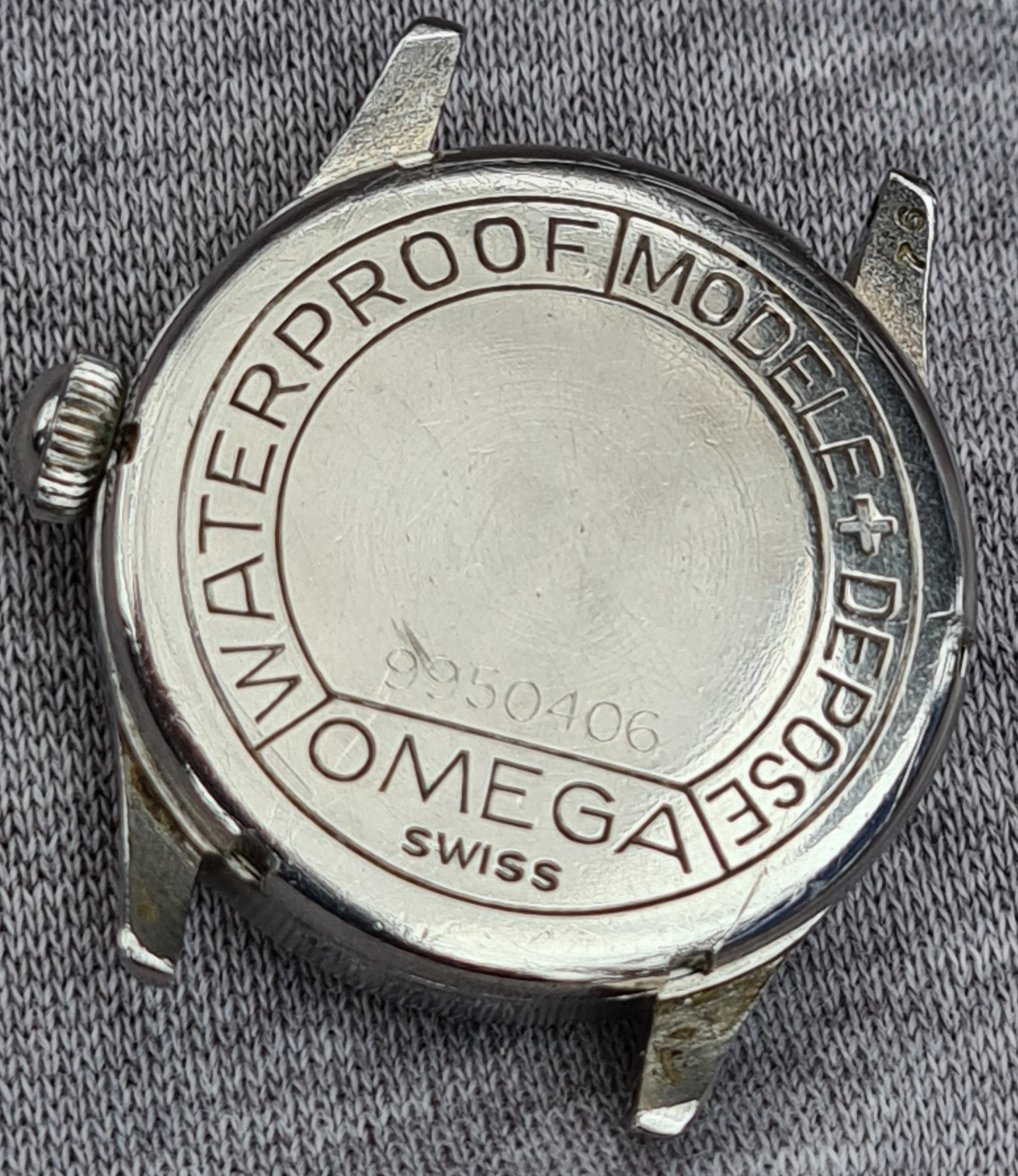 WATERPROOF
MODELE + DEPOSE
9950406
OMEGA
SWISS